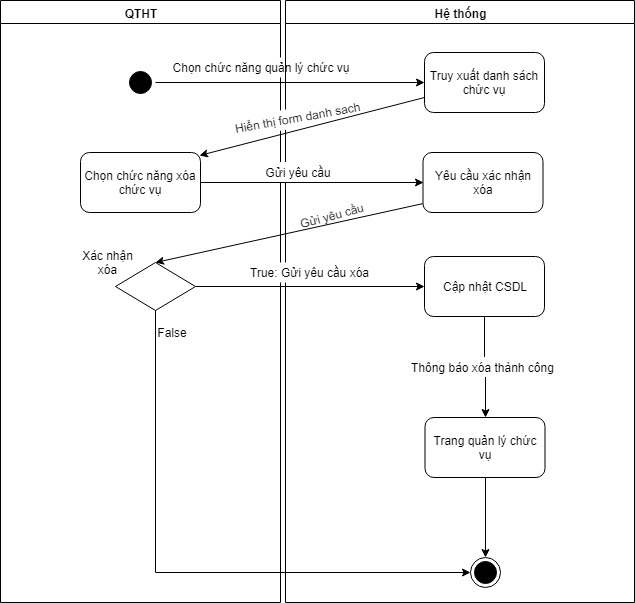 QTHT
Hệ thống
Chọn chức năng quản lý chức vụ
Truy xuất danh sách
chức vụ
Hiển thị form danh sach
Chọn chức năng xóa
chức vụ
Gửi yêu cầu
Yêu cầu xác nhận
xóa
Gửi yêu cầu
Xác nhận
xóa
True: Gửi yêu cầu xóa
Cập nhật CSDL
False
Thông báo xóa thành công
Trang quản lý chức
vụ